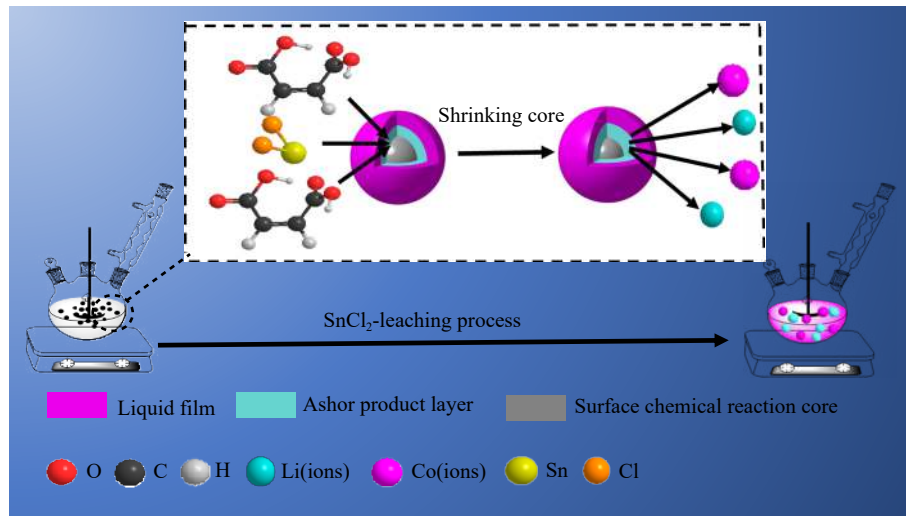 Shrinking core
SnCl₂-leaching process
Liquid film
Ashor product layer
Surface chemical reaction core
O
C
H
Li(ions)
Co(ions)
Sn
Cl